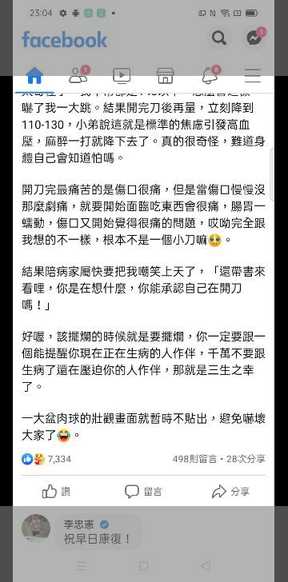 23:04
facebook
嚇了我一大跳。結果開完刀後再量，立刻降到
110-130，小弟說這就是標準的焦慮引發高血
壓，麻醉一打就降下去了。真的很奇怪，難道身
體自己會知道怕嗎。
開刀完最痛苦的是傷口很痛，但是當傷口慢慢沒
那麼劇痛，就要開始面臨吃東西會很痛，腸胃一
蠕動，傷口又開始覺得很痛的問題，哎呦完全跟
我想的不一樣，根本不是一個小刀嘛🥹。
結果陪病家屬快要把我嘲笑上天了，「還帶書來
看哩，你是在想什麼，你能承認自己在開刀
嗎！」
好喔，該擺爛的時候就是要擺爛，你一定要跟一
個能提醒你現在正在生病的人作伴，千萬不要跟
生病了還在壓迫你的人作伴，那就是三生之幸
了。
一大盆肉球的壯觀畫面就暫時不貼出，避免嚇壞
大家了😂。
7,334
498則留言・28次分享
讚
留言
分享
李忠憲
祝早日康復！